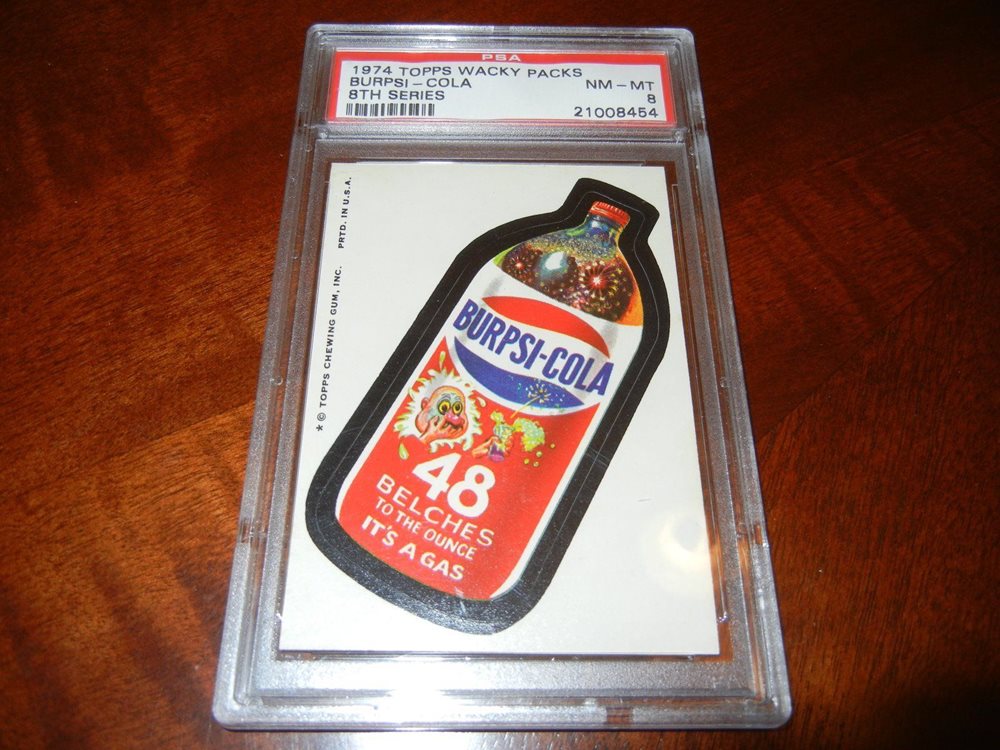 PSA
1974 TOPPS WACKY PACKS
BURPSI-COLA NM-MT
8TH SERIES 8
21008454
* © TOPPS CHEWING GUM, INC. PRTD. IN U.S.A.
BURPSI-COLA
48
BELCHES
TO THE OUNCE
IT'S A GAS